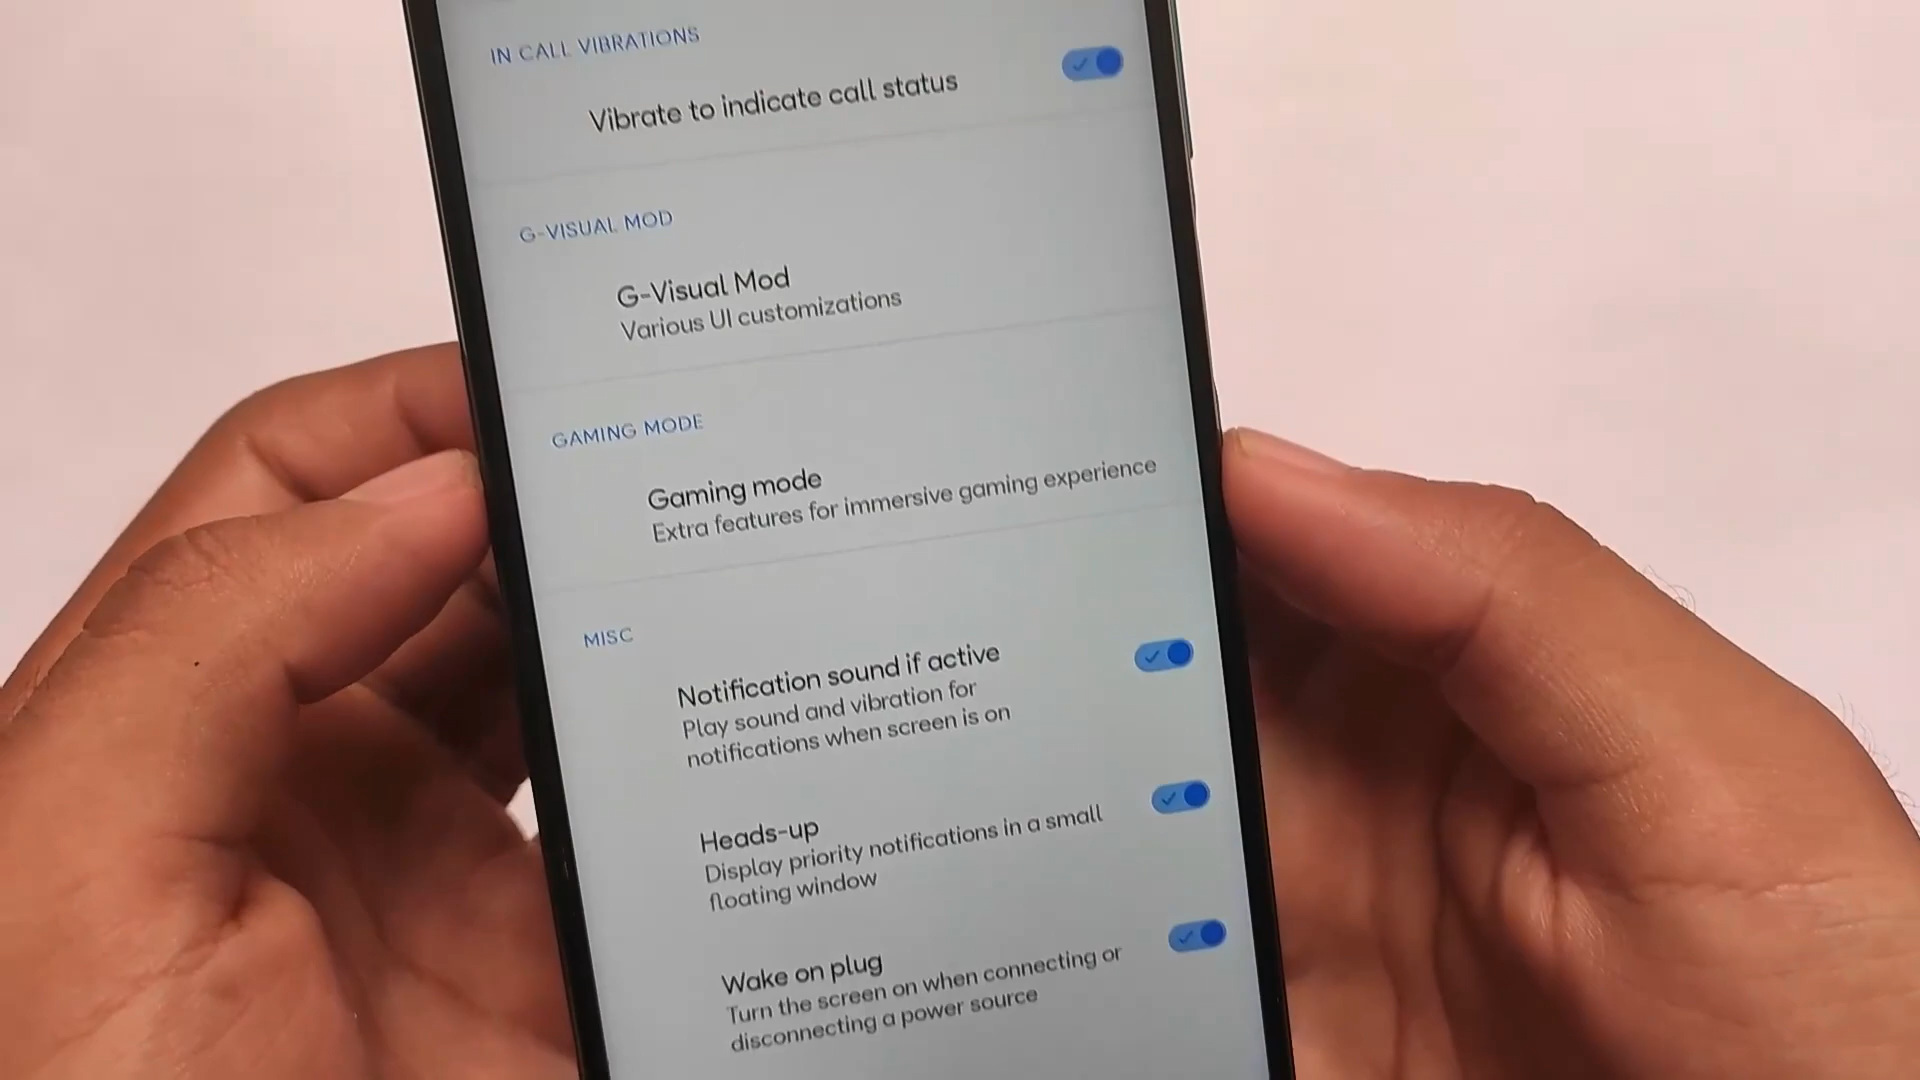 IN CALL VIBRATIONS
Vibrate to indicate call status
G-VISUAL MOD
G-Visual Mod
Various UI customizations
GAMING MODE
Gaming mode
Extra features for immersive gaming experience
MISC
Notification sound if active
Play sound and vibration for
notifications when screen is on
Heads-up
Display priority notifications in a small
floating window
Wake on plug
Turn the screen on when connecting or
disconnecting a power source